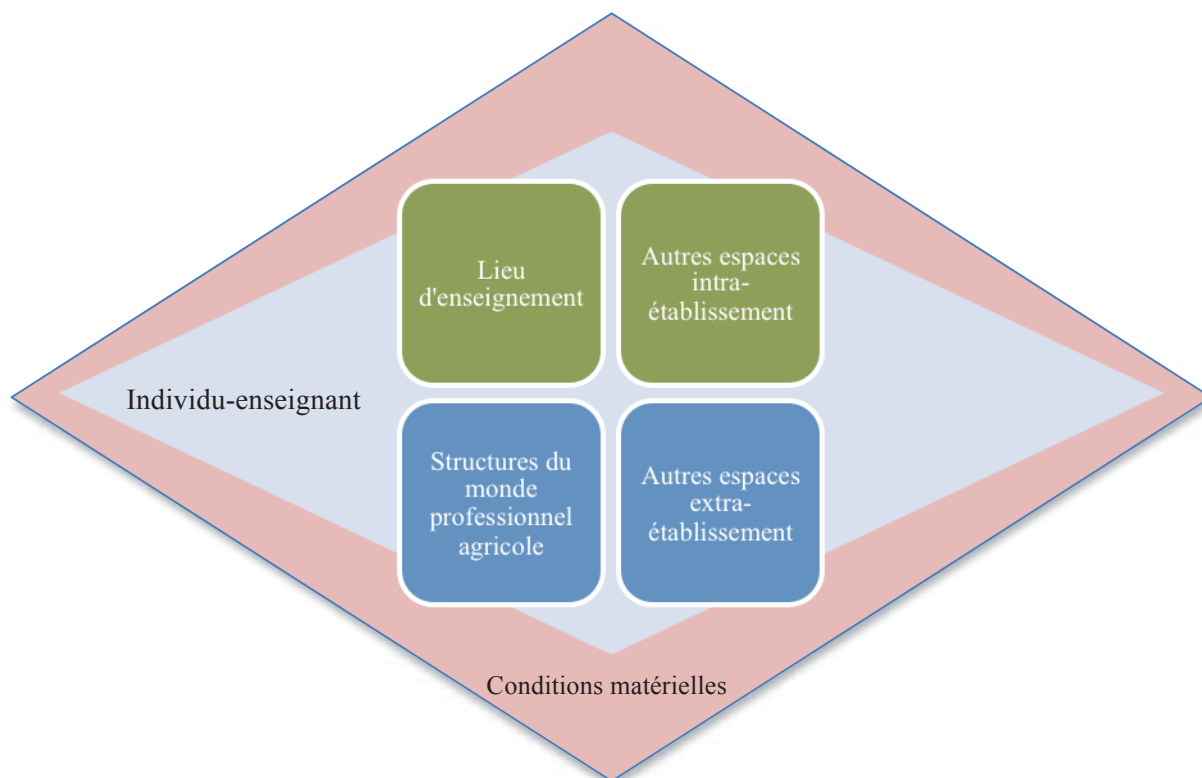 Lieu
d'enseignement
Autres espaces
intra-
établissement
Individu-enseignant
Structures du
monde
professionnel
agricole
Autres espaces
extra-
établissement
Conditions matérielles